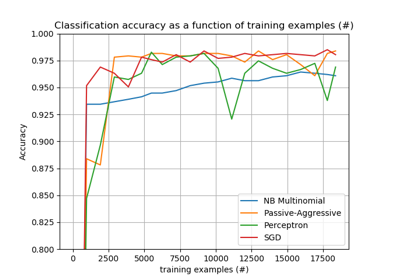 Classification accuracy as a function of training examples (#)
1.000
0.975
0.950
0.925
0.900
0.875
0.850
0.825
0.800
Accuracy
0
2500
5000
7500
10000
12500
15000
17500
training examples (#)
NB Multinomial
Passive-Aggressive
Perceptron
SGD